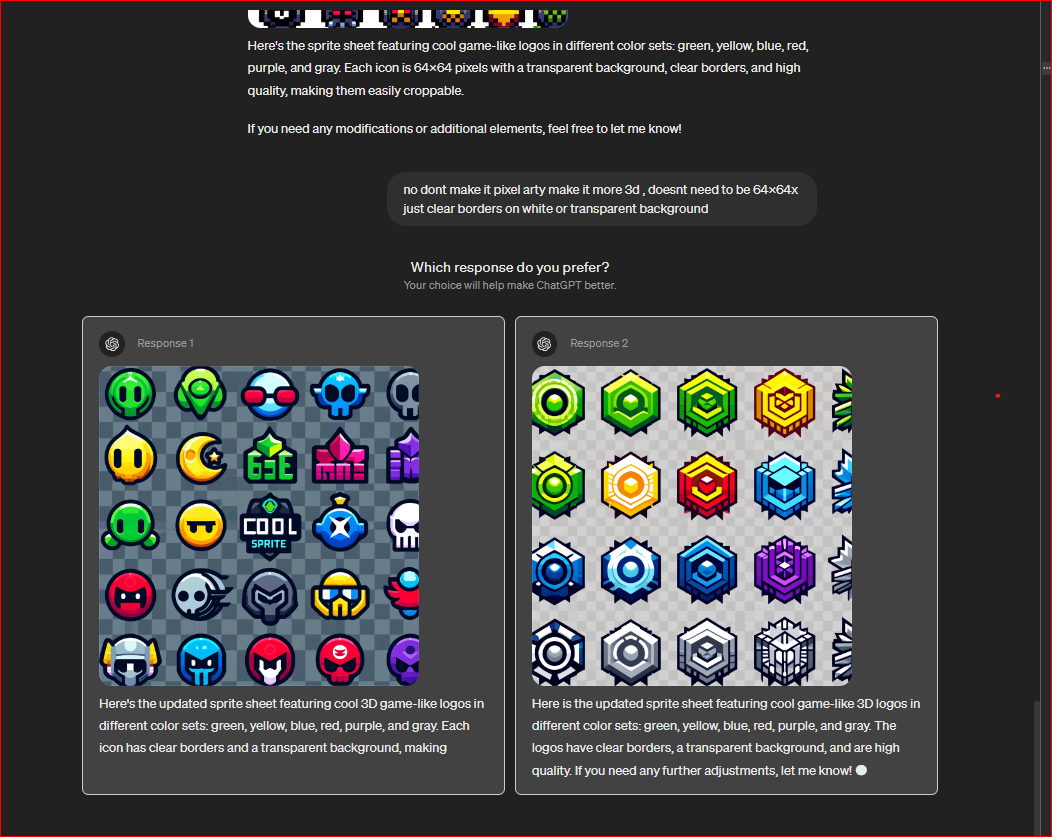 Here's the sprite sheet featuring cool game-like logos in different color sets: green, yellow, blue, red,
purple, and gray. Each icon is 64×64 pixels with a transparent background, clear borders, and high
quality, making them easily croppable.
If you need any modifications or additional elements, feel free to let me know!
no dont make it pixel arty make it more 3d , doesnt need to be 64×64x
just clear borders on white or transparent background
Which response do you prefer?
Your choice will help make ChatGPT better.
Response 1
COOL
SPRITE
Here's the updated sprite sheet featuring cool 3D game-like logos in
different color sets: green, yellow, blue, red, purple, and gray. Each
icon has clear borders and a transparent background, making
Response 2
Here is the updated sprite sheet featuring cool game-like 3D logos in
different color sets: green, yellow, blue, red, purple, and gray. The
logos have clear borders, a transparent background, and are high
quality. If you need any further adjustments, let me know!